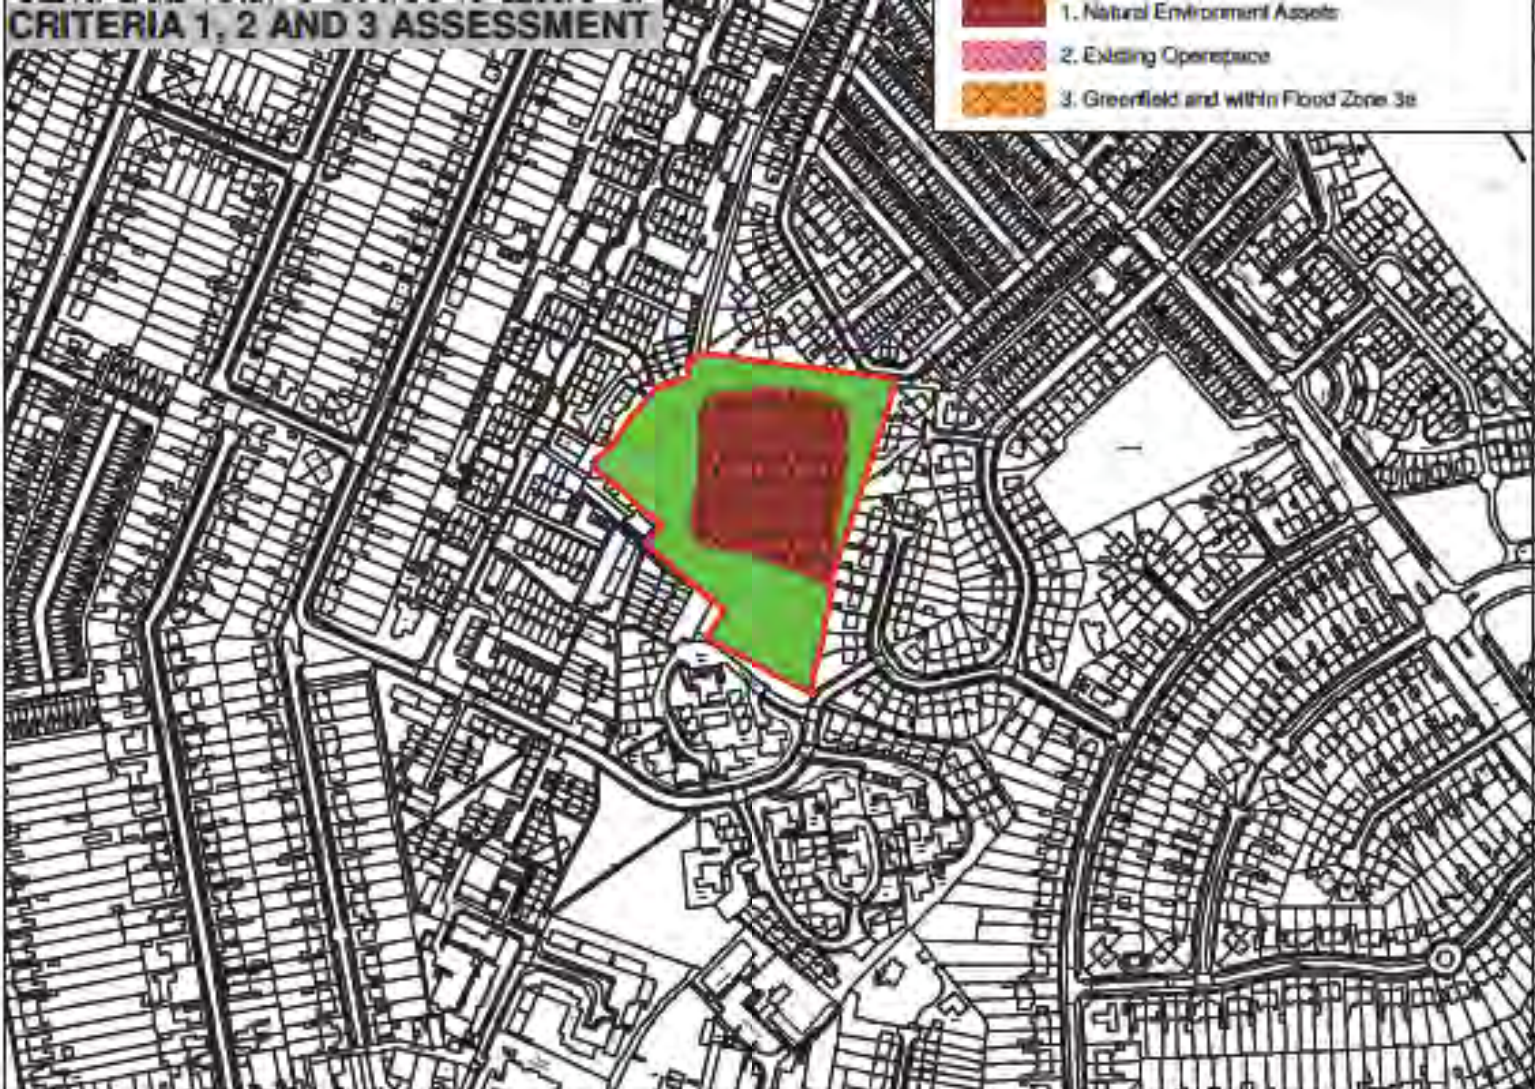 CRITERIA 1, 2 AND 3 ASSESSMENT
1. Natural Environment Assets
2. Existing Openspace
3. Greenfield and within Flood Zone 3a